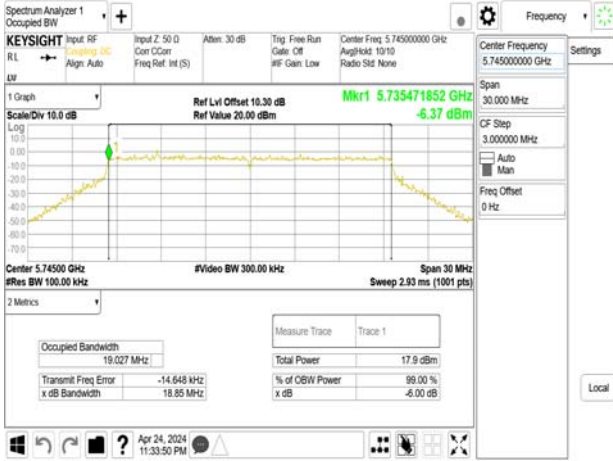 Spectrum Analyzer 1
Occupied BW
+
Frequency
KEYSIGHT
RL
Input: RF
Coupling: DC
Align: Auto
Input Z: 50 Ω
Corr CCorr
Freq Ref: Int (S)
Atten: 30 dB
Trig: Free Run
Gate: Off
#IF Gain: Low
Center Freq: 5.745000000 GHz
Avg|Hold: 10/10
Radio Std: None
Center Frequency
5.745000000 GHz
Settings
Span
30.000 MHz
CF Step
3.000000 MHz
Auto
Man
Freq Offset
0 Hz
Local
1 Graph
Scale/Div 10.0 dB
Ref Lvl Offset 10.30 dB
Ref Value 20.00 dBm
Mkr1 5.735471852 GHz
-6.37 dBm
Log
10.0
0.00
-10.0
-20.0
-30.0
-40.0
-50.0
-60.0
-70.0
1
Center 5.74500 GHz
#Res BW 100.00 kHz
#Video BW 300.00 kHz
Span 30 MHz
Sweep 2.93 ms (1001 pts)
2 Metrics
Measure Trace Trace 1
Occupied Bandwidth
19.027 MHz
Total Power 17.9 dBm
Transmit Freq Error -14.648 kHz
% of OBW Power 99.00 %
x dB Bandwidth 18.85 MHz
x dB -6.00 dB
?
Apr 24, 2024
11:33:50 PM